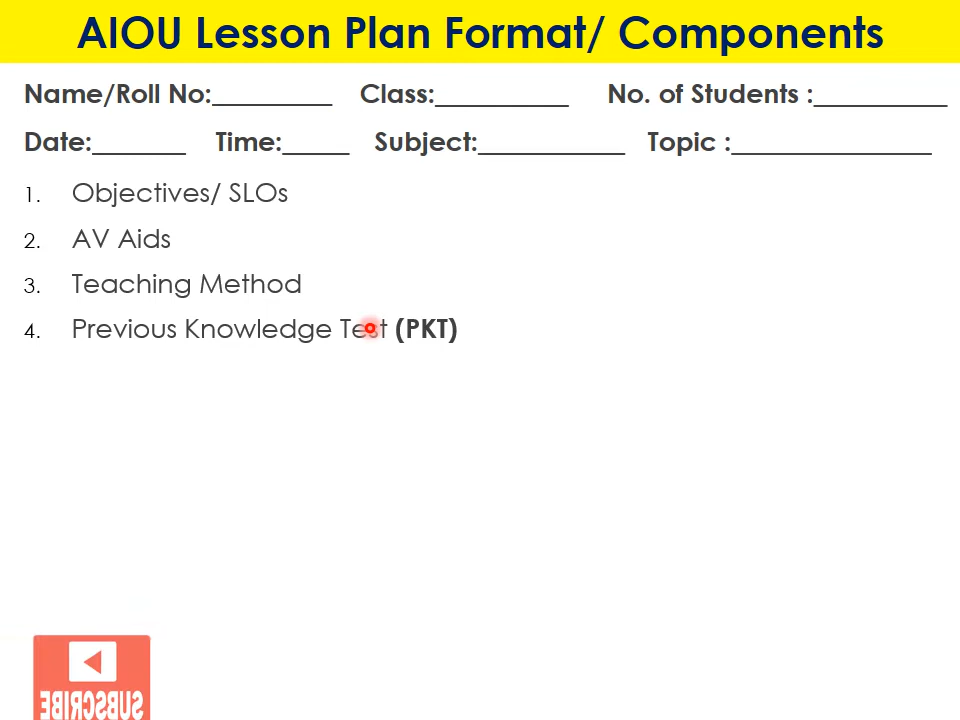 AIOU Lesson Plan Format/ Components
Name/Roll No:_________ Class:__________ No. of Students :__________
Date:_______ Time:_____ Subject:___________ Topic :_______________
1. Objectives/ SLOs
2. AV Aids
3. Teaching Method
4. Previous Knowledge Test (PKT)
SUBSCRIBE